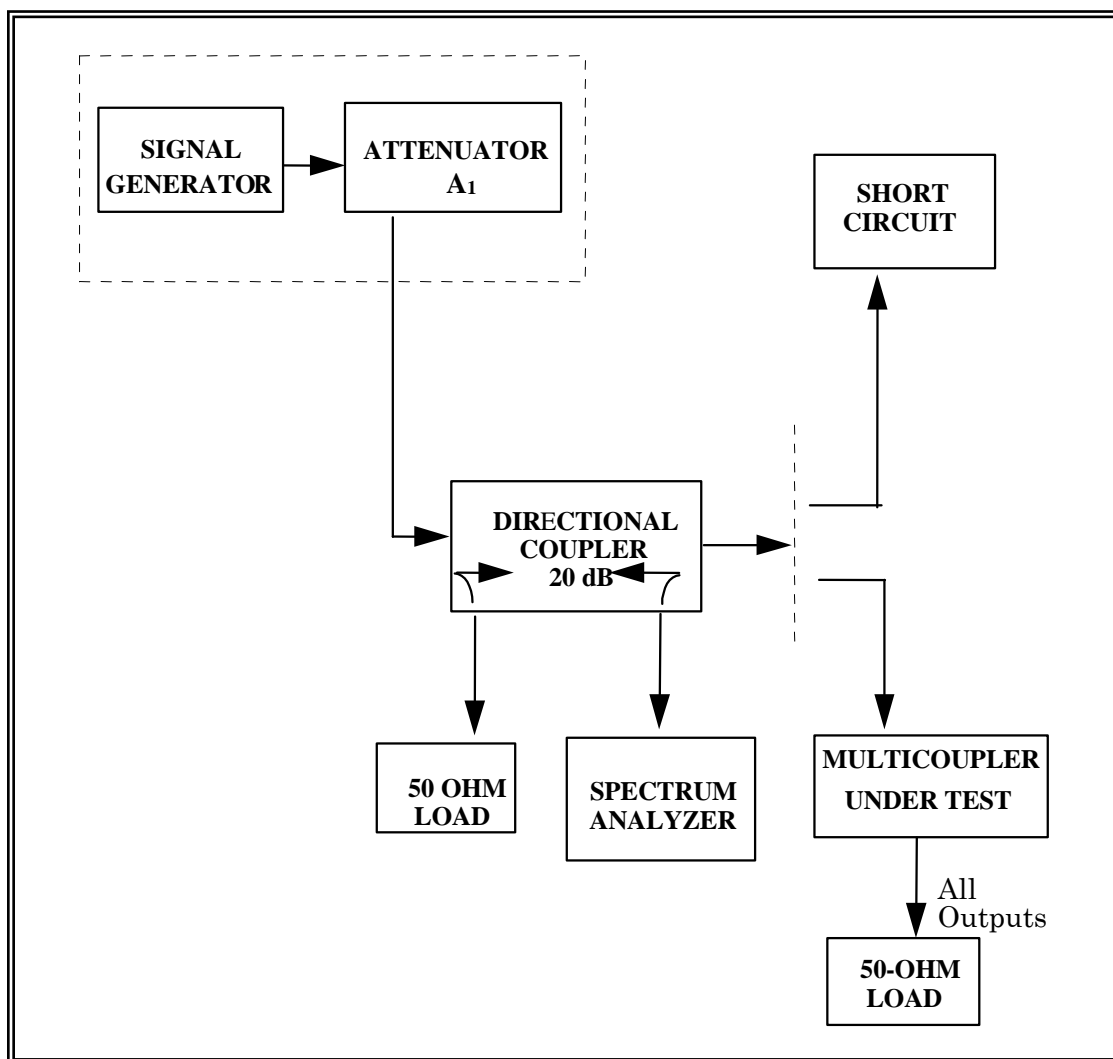 SIGNAL
GENERATOR
ATTENUATOR
A1
SHORT
CIRCUIT
DIRECTIONAL
COUPLER
20 dB
50 OHM
LOAD
SPECTRUM
ANALYZER
MULTICOUPLER
UNDER TEST
All
Outputs
50-OHM
LOAD